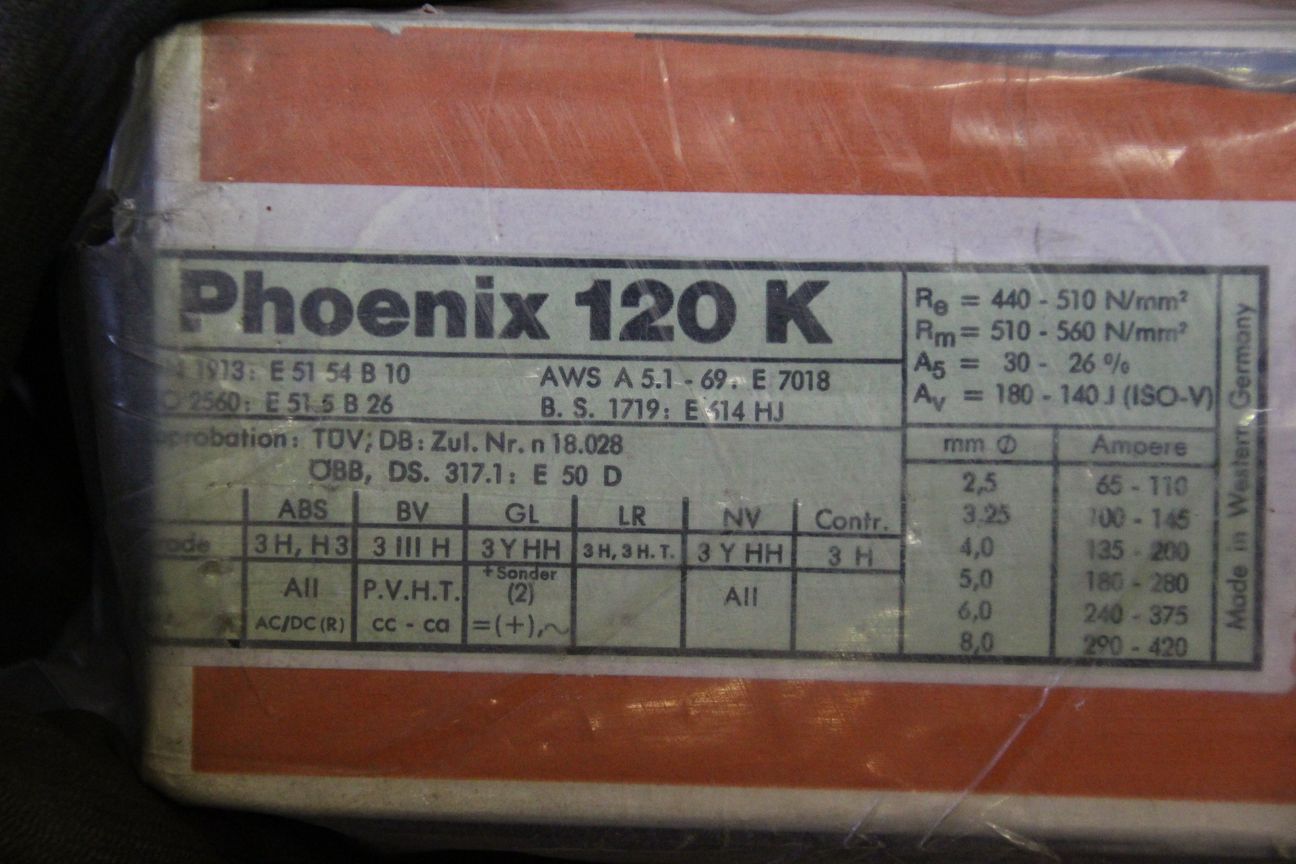 Phoenix 120 K
1913: E 51 54 B 10 AWS A 5.1 - 69: E 7018
2560: E 51 5 B 26 B. S. 1719: E 614 HJ
probation: TÜV; DB: Zul. Nr. n 18.028
ÖBB, DS. 317.1: E 50 D
ABS BV GL LR NV Contr.
3 H, H 3 3 III H 3 Y HH 3 H, 3 H. T. 3 Y HH 3 H
+ Sonder
All P.V.H.T. (2) All
AC/DC (R) cc - ca =(+),~
Re = 440 - 510 N/mm²
Rm = 510 - 560 N/mm²
A5 = 30 - 26 %
Av = 180 - 140 J (ISO-V)
mm ∅ Ampere
2,5 65 - 110
3.25 100 - 145
4,0 135 - 200
5,0 180 - 280
6,0 240 - 375
8,0 290 - 420
Made in Western Germany